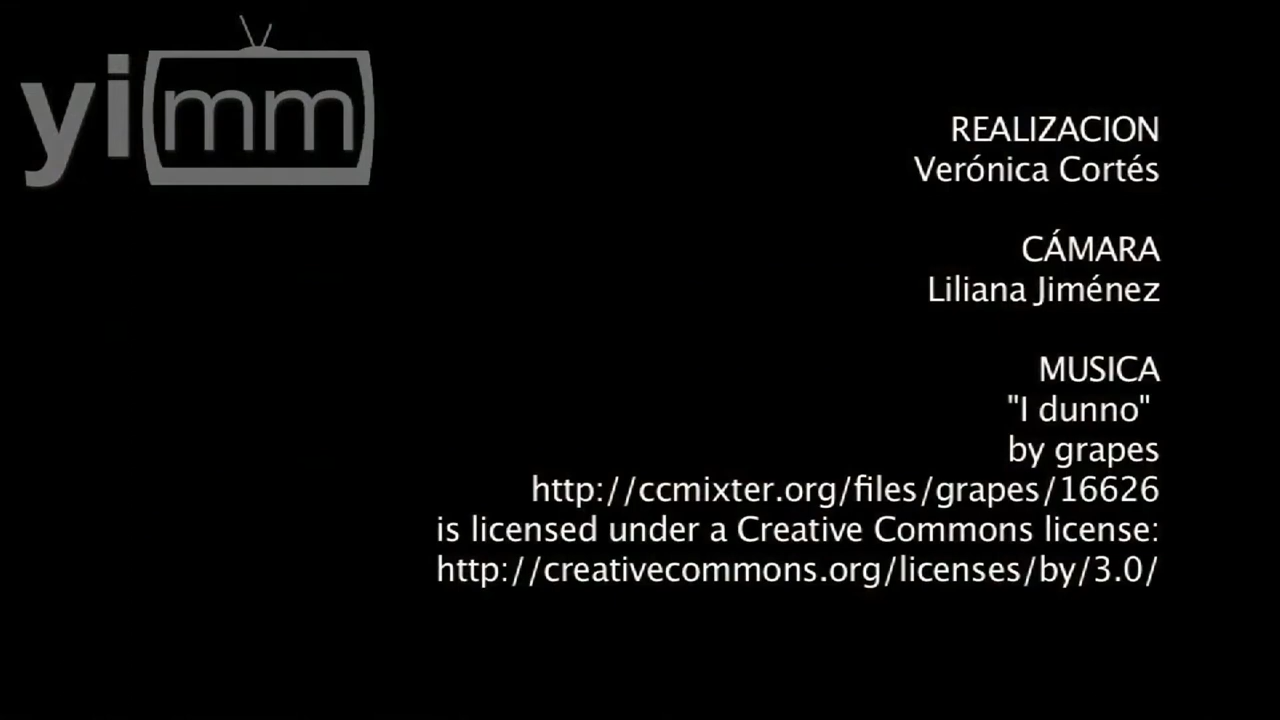 yimm
REALIZACION
Verónica Cortés
CÁMARA
Liliana Jiménez
MUSICA
"I dunno"
by grapes
http://ccmixter.org/files/grapes/16626
is licensed under a Creative Commons license:
http://creativecommons.org/licenses/by/3.0/